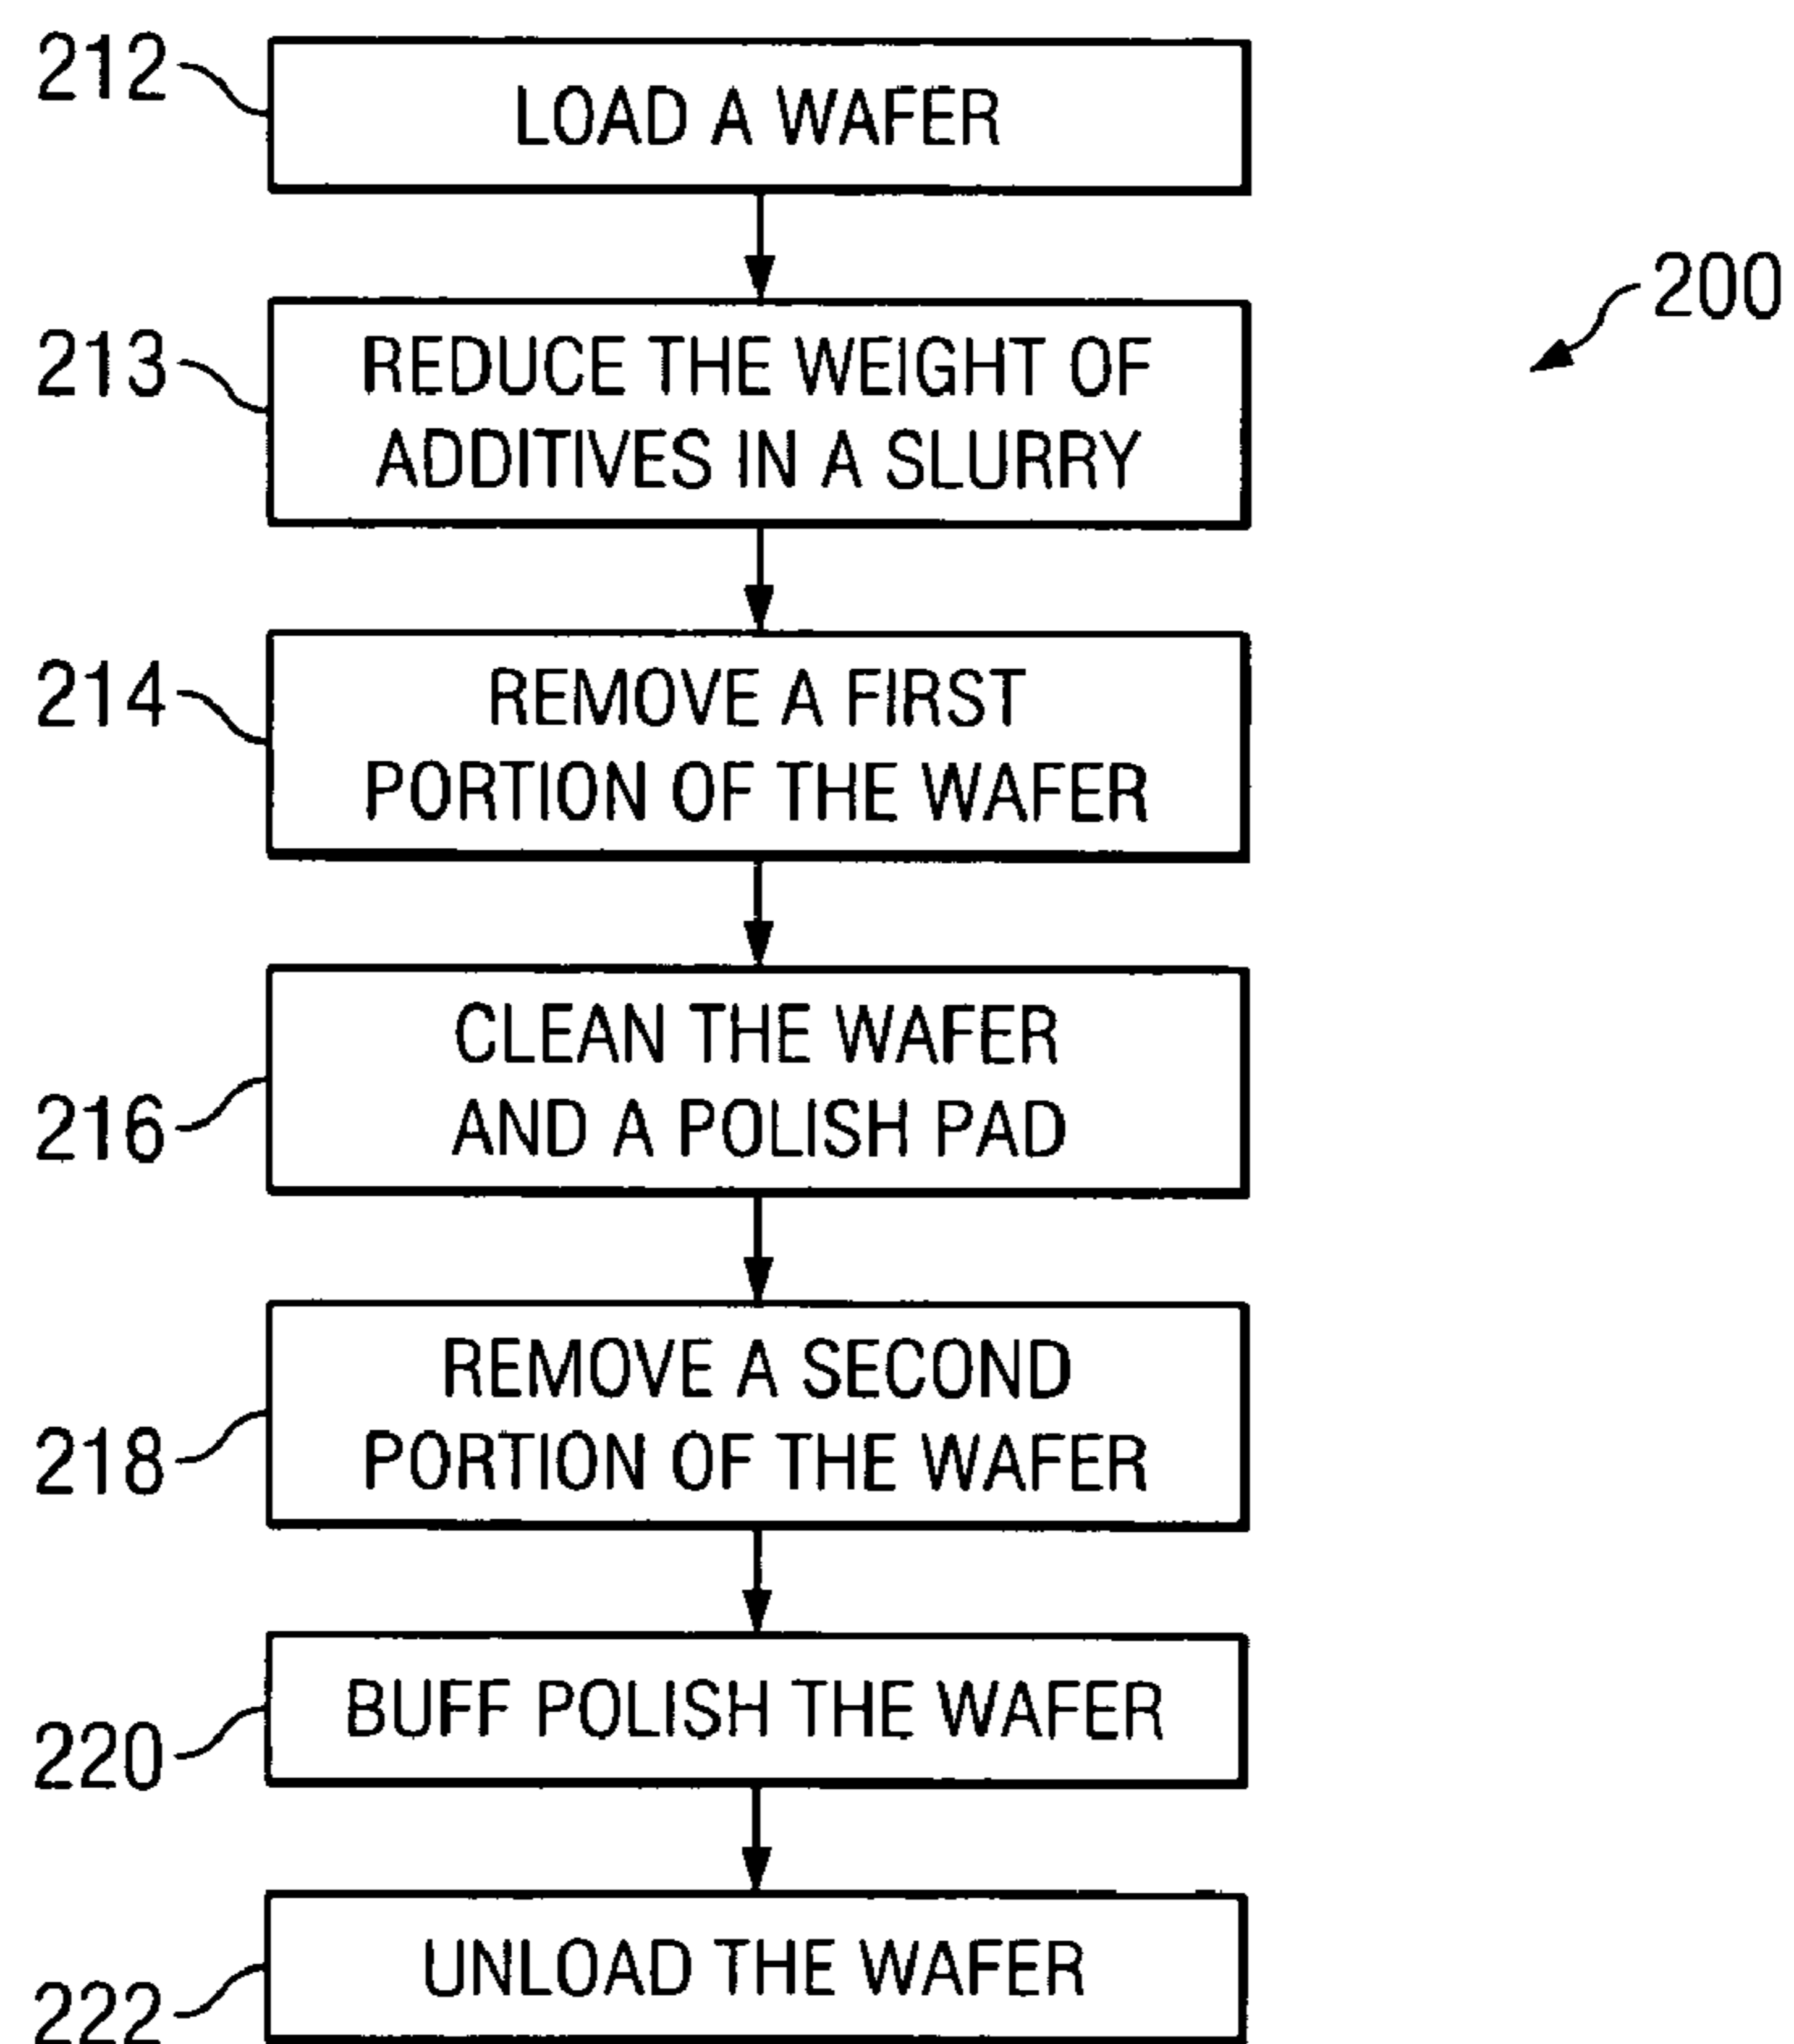 212
LOAD A WAFER
200
213
REDUCE THE WEIGHT OF
ADDITIVES IN A SLURRY
214
REMOVE A FIRST
PORTION OF THE WAFER
216
CLEAN THE WAFER
AND A POLISH PAD
218
REMOVE A SECOND
PORTION OF THE WAFER
220
BUFF POLISH THE WAFER
222
UNLOAD THE WAFER